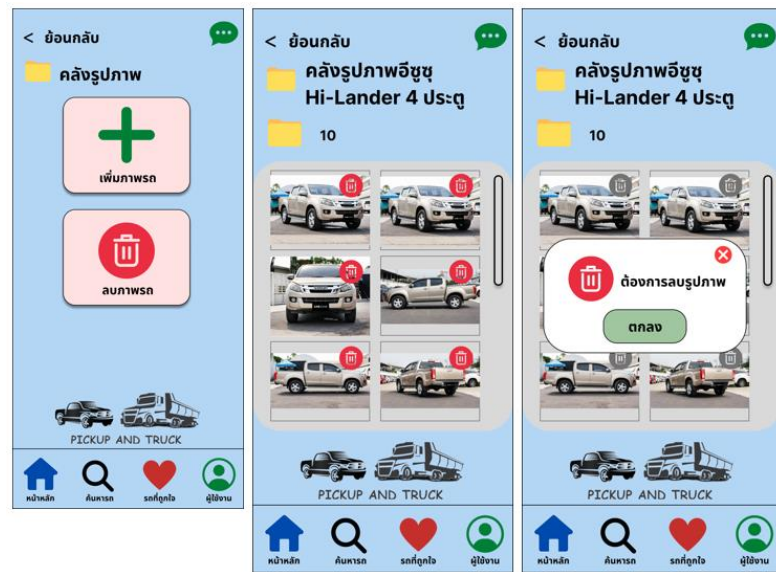 < ย้อนกลับ
คลังรูปภาพ
เพิ่มภาพรถ
ลบภาพรถ
PICKUP AND TRUCK
หน้าหลัก ค้นหารถ รถที่ถูกใจ ผู้ใช้งาน
< ย้อนกลับ
คลังรูปภาพอีซูซุ
Hi-Lander 4 ประตู
10
PICKUP AND TRUCK
หน้าหลัก ค้นหารถ รถที่ถูกใจ ผู้ใช้งาน
< ย้อนกลับ
คลังรูปภาพอีซูซุ
Hi-Lander 4 ประตู
10
ต้องการลบรูปภาพ
ตกลง
PICKUP AND TRUCK
หน้าหลัก ค้นหารถ รถที่ถูกใจ ผู้ใช้งาน